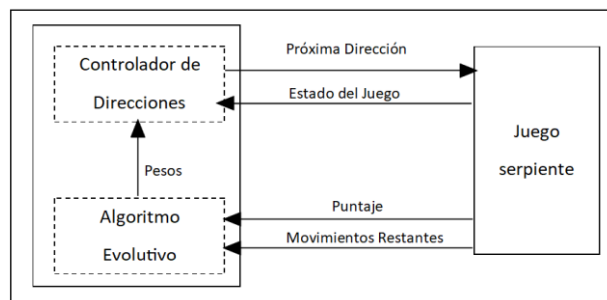 Controlador de
Direcciones
Próxima Dirección
Estado del Juego
Juego
serpiente
Pesos
Algoritmo
Evolutivo
Puntaje
Movimientos Restantes